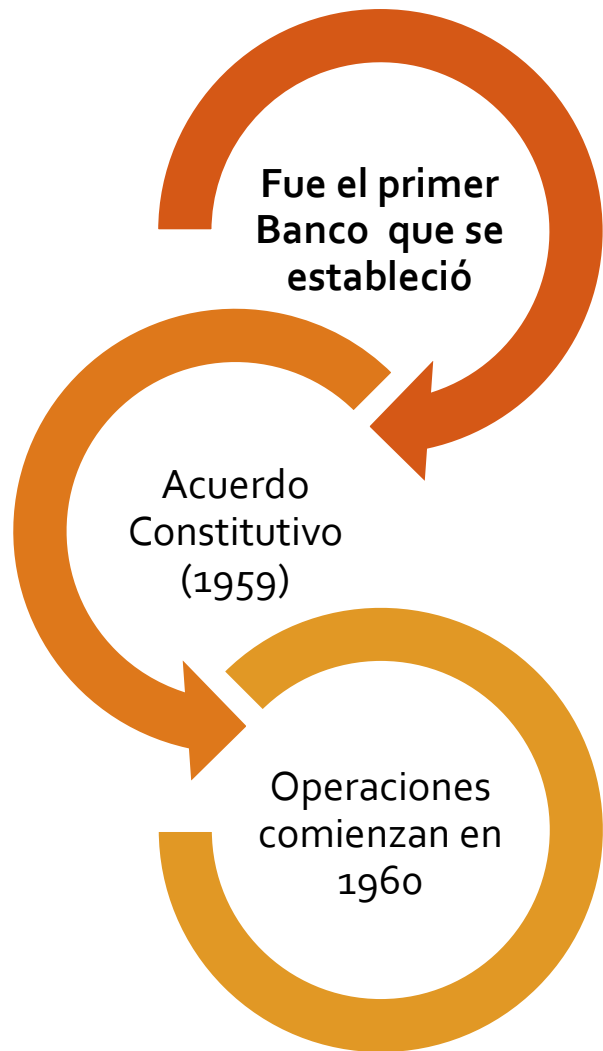 Fue el primer
Banco que se
estableció
Acuerdo
Constitutivo
(1959)
Operaciones
comienzan en
1960